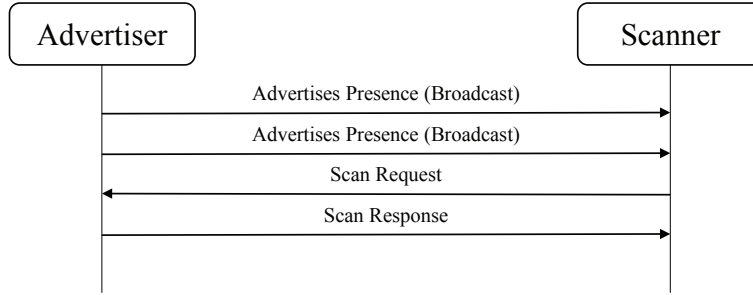 Advertiser
Scanner
Advertises Presence (Broadcast)
Advertises Presence (Broadcast)
Scan Request
Scan Response